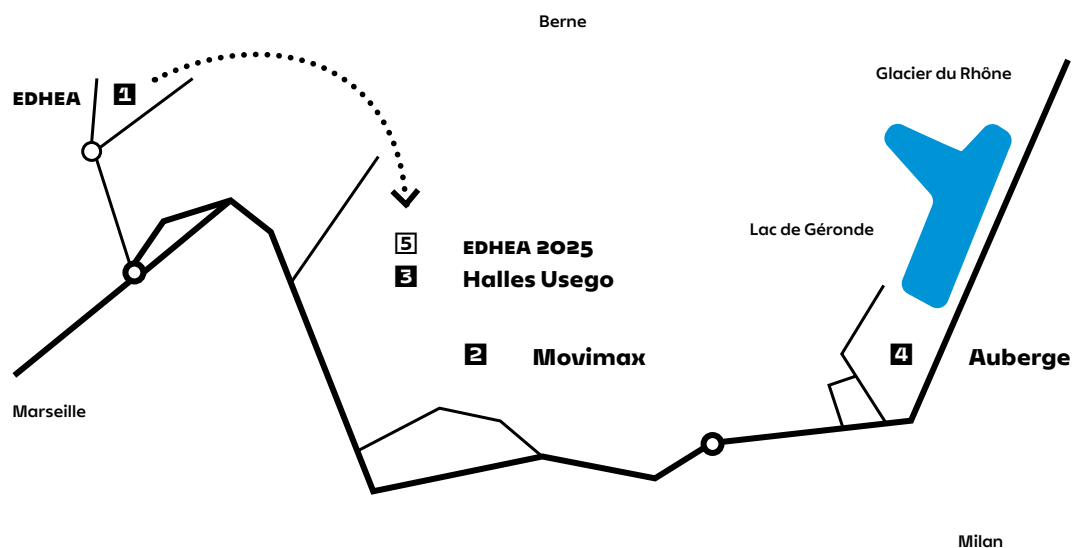 Berne
Glacier du Rhône
EDHEA 1
Lac de Géronde
5 EDHEA 2025
3 Halles Usego
2 Movimax
4 Auberge
Marseille
Milan